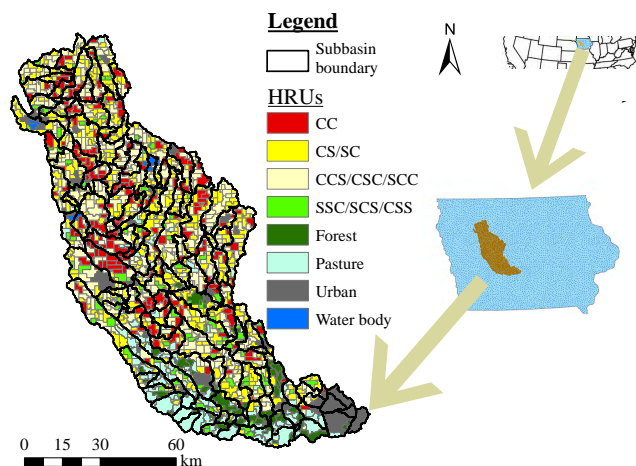 Legend
Subbasin
boundary
HRUs
CC
CS/SC
CCS/CSC/SCC
SSC/SCS/CSS
Forest
Pasture
Urban
Water body
N
0 15 30 60
km